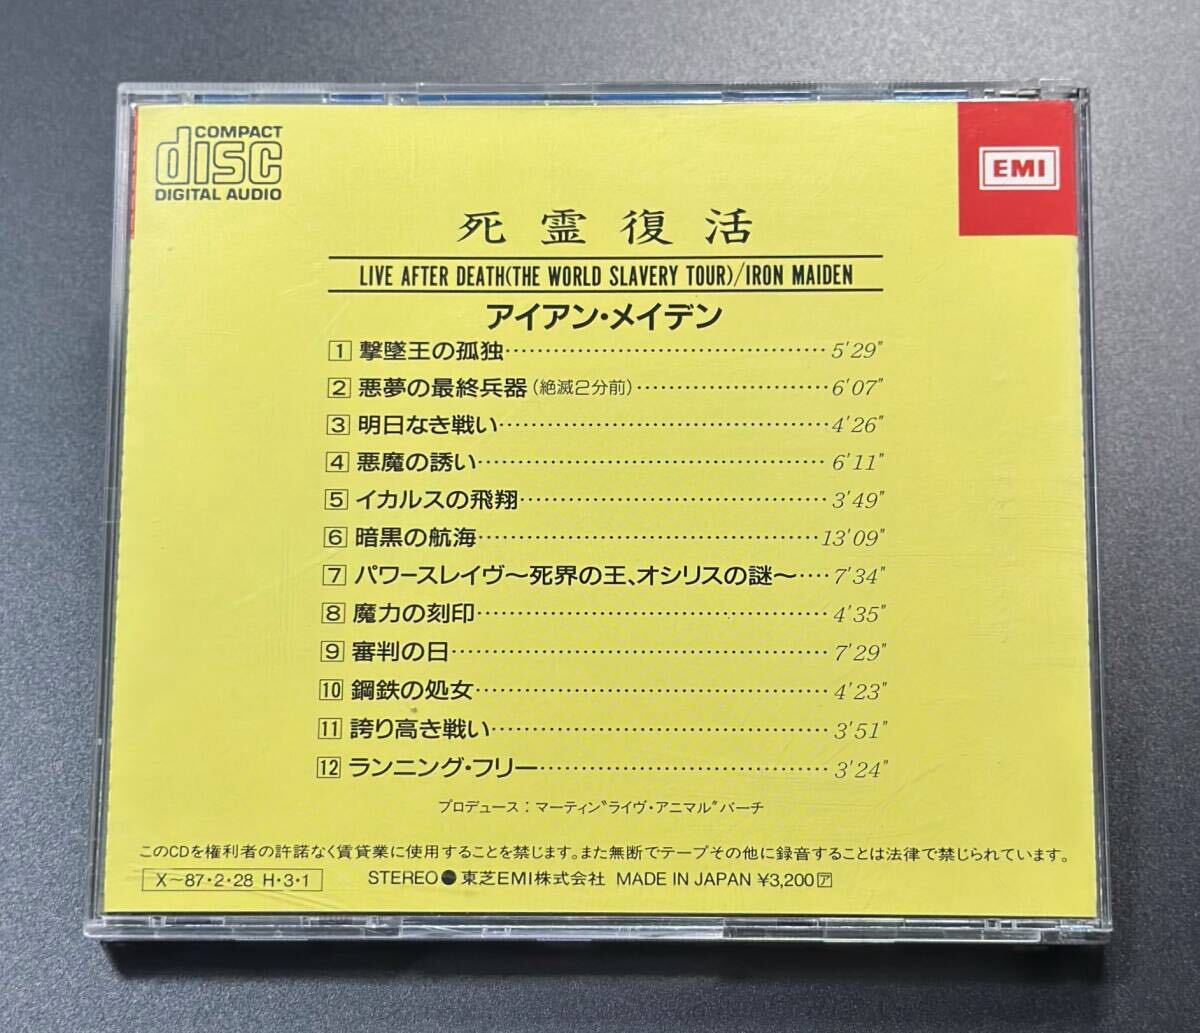 COMPACT
disc
DIGITAL AUDIO
EMI
死霊復活
LIVE AFTER DEATH(THE WORLD SLAVERY TOUR)/IRON MAIDEN
アイアン・メイデン
1 撃墜王の孤独 5'29"
2 悪夢の最終兵器(絶滅2分前) 6'07"
3 明日なき戦い 4'26"
4 悪魔の誘い 6'11"
5 イカルスの飛翔 3'49"
6 暗黒の航海 13'09"
7 パワースレイヴ〜死界の王、オシリスの謎〜 7'34"
8 魔力の刻印 4'35"
9 審判の日 7'29"
10 鋼鉄の処女 4'23"
11 誇り高き戦い 3'51"
12 ランニング・フリー 3'24"
プロデュース:マーティン"ライヴ・アニマル"バーチ
このCDを権利者の許諾なく賃貸業に使用することを禁じます。また無断でテープその他に録音することは法律で禁じられています。
X〜87・2・28 H・3・1 STEREO●東芝EMI株式会社 MADE IN JAPAN ¥3,200ア